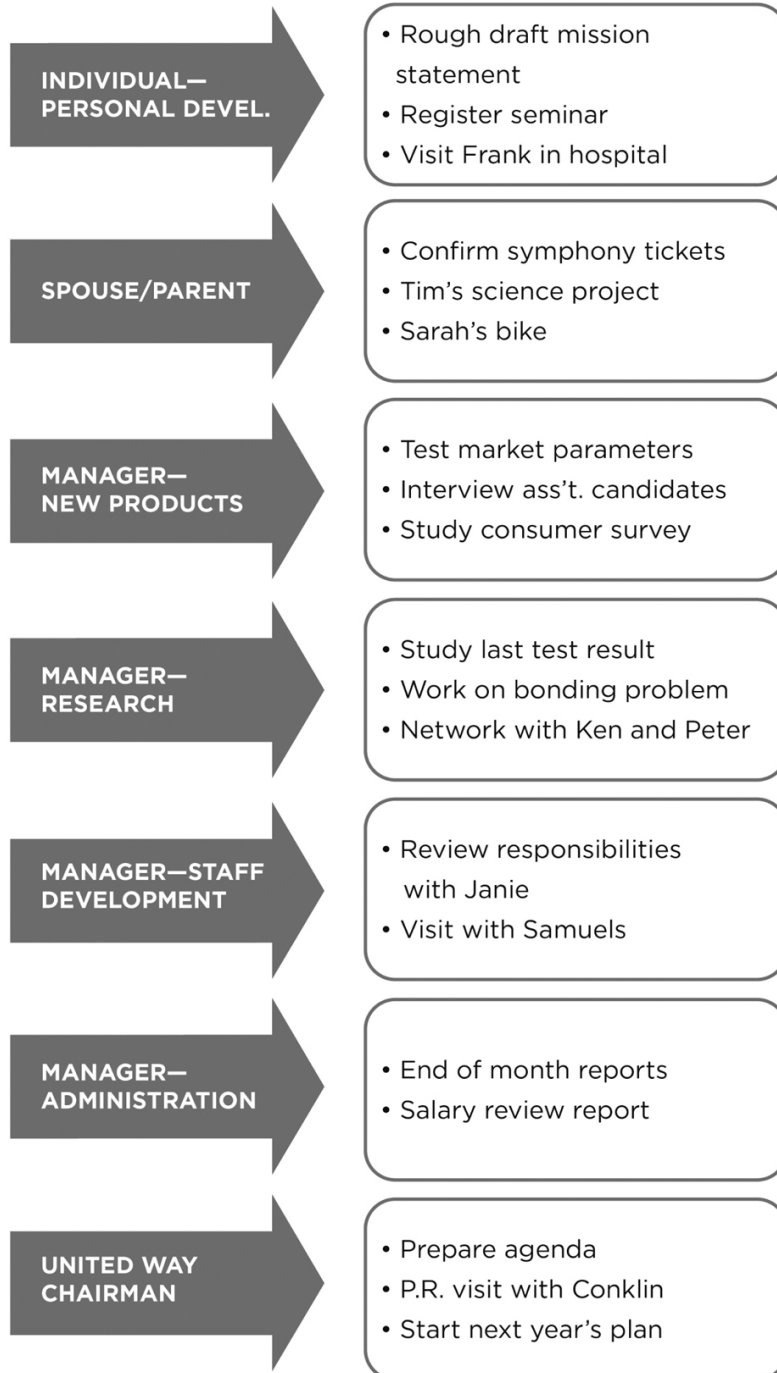 INDIVIDUAL—
PERSONAL DEVEL.
• Rough draft mission
statement
• Register seminar
• Visit Frank in hospital
SPOUSE/PARENT
• Confirm symphony tickets
• Tim’s science project
• Sarah’s bike
MANAGER—
NEW PRODUCTS
• Test market parameters
• Interview ass’t. candidates
• Study consumer survey
MANAGER—
RESEARCH
• Study last test result
• Work on bonding problem
• Network with Ken and Peter
MANAGER—STAFF
DEVELOPMENT
• Review responsibilities
with Janie
• Visit with Samuels
MANAGER—
ADMINISTRATION
• End of month reports
• Salary review report
UNITED WAY
CHAIRMAN
• Prepare agenda
• P.R. visit with Conklin
• Start next year’s plan